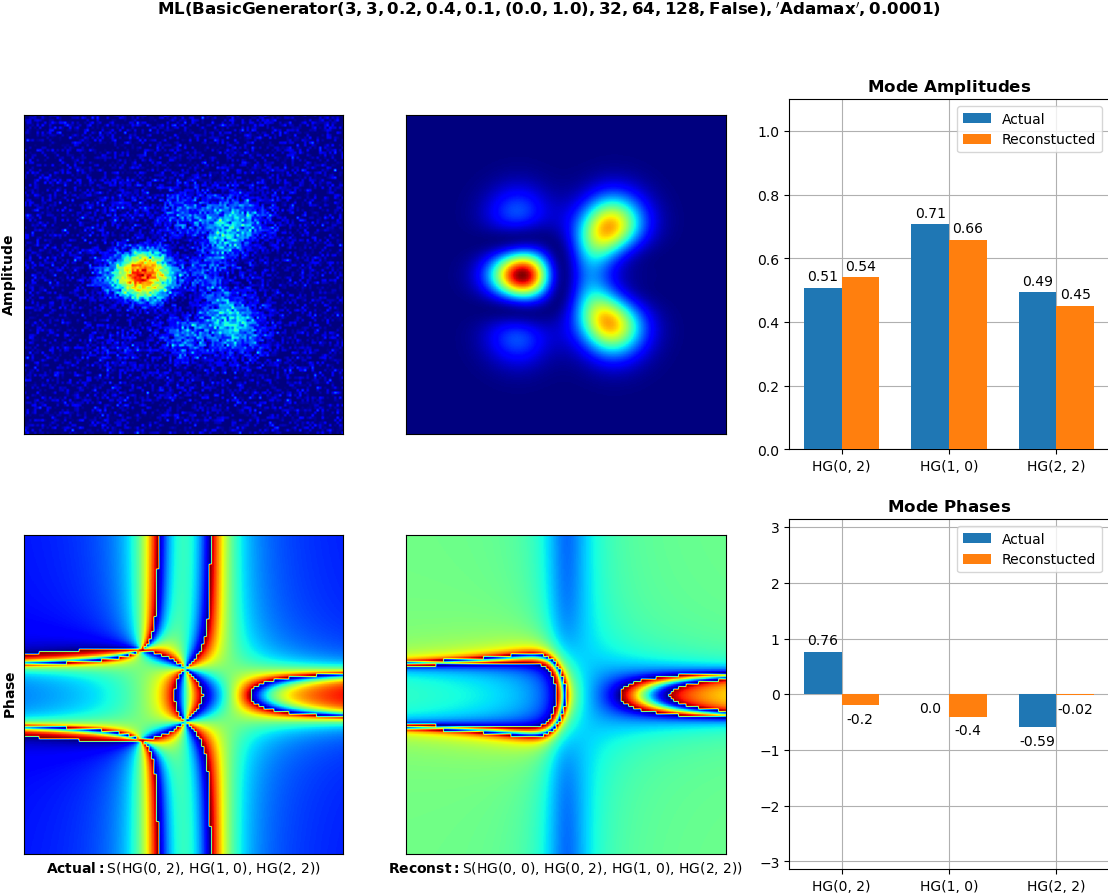 ML(BasicGenerator(3, 3, 0.2, 0.4, 0.1, (0.0, 1.0), 32, 64, 128, False), ′Adamax′, 0.0001)
Amplitude
Mode Amplitudes
Actual
Reconstucted
1.0
0.8
0.6
0.4
0.2
0.0
0.51
0.54
0.71
0.66
0.49
0.45
HG(0, 2)
HG(1, 0)
HG(2, 2)
Phase
Actual: S(HG(0, 2), HG(1, 0), HG(2, 2))
Reconst: S(HG(0, 0), HG(0, 2), HG(1, 0), HG(2, 2))
Mode Phases
Actual
Reconstucted
3
2
1
0
−1
−2
−3
0.76
-0.2
0.0
-0.4
-0.59
-0.02
HG(0, 2)
HG(1, 0)
HG(2, 2)